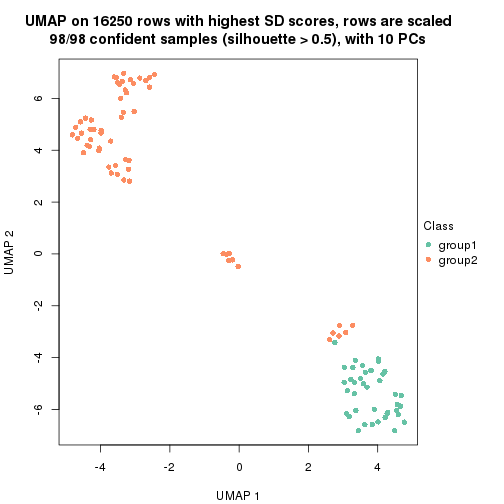 UMAP on 16250 rows with highest SD scores, rows are scaled
98/98 confident samples (silhouette > 0.5), with 10 PCs
6
4
2
0
-2
-4
-6
UMAP 2
-4
-2
0
2
4
UMAP 1
Class
group1
group2